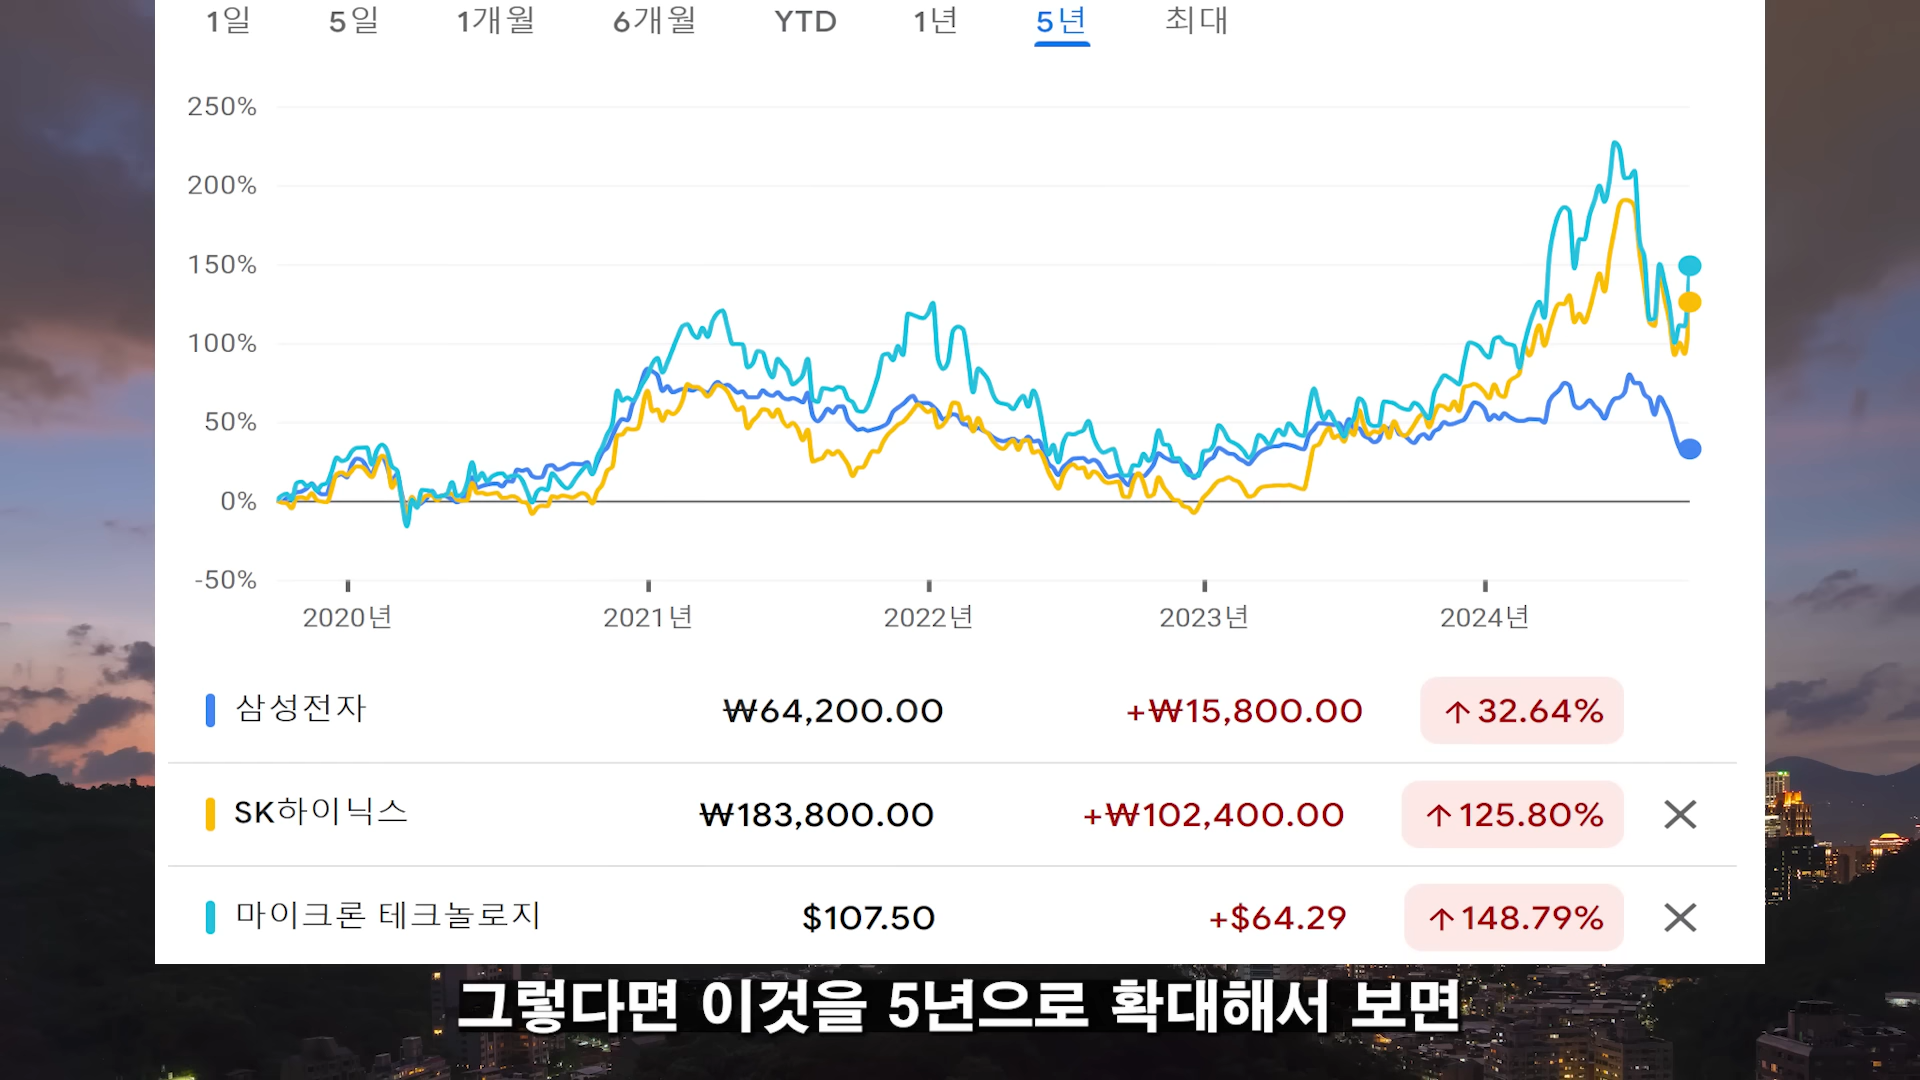 1일 5일 1개월 6개월 YTD 1년 5년 최대
250%
200%
150%
100%
50%
0%
-50%
2020년 2021년 2022년 2023년 2024년
삼성전자 ₩64,200.00 +₩15,800.00 ↑32.64%
SK하이닉스 ₩183,800.00 +₩102,400.00 ↑125.80%
마이크론 테크놀로지 $107.50 +$64.29 ↑148.79%
그렇다면 이것을 5년으로 확대해서 보면